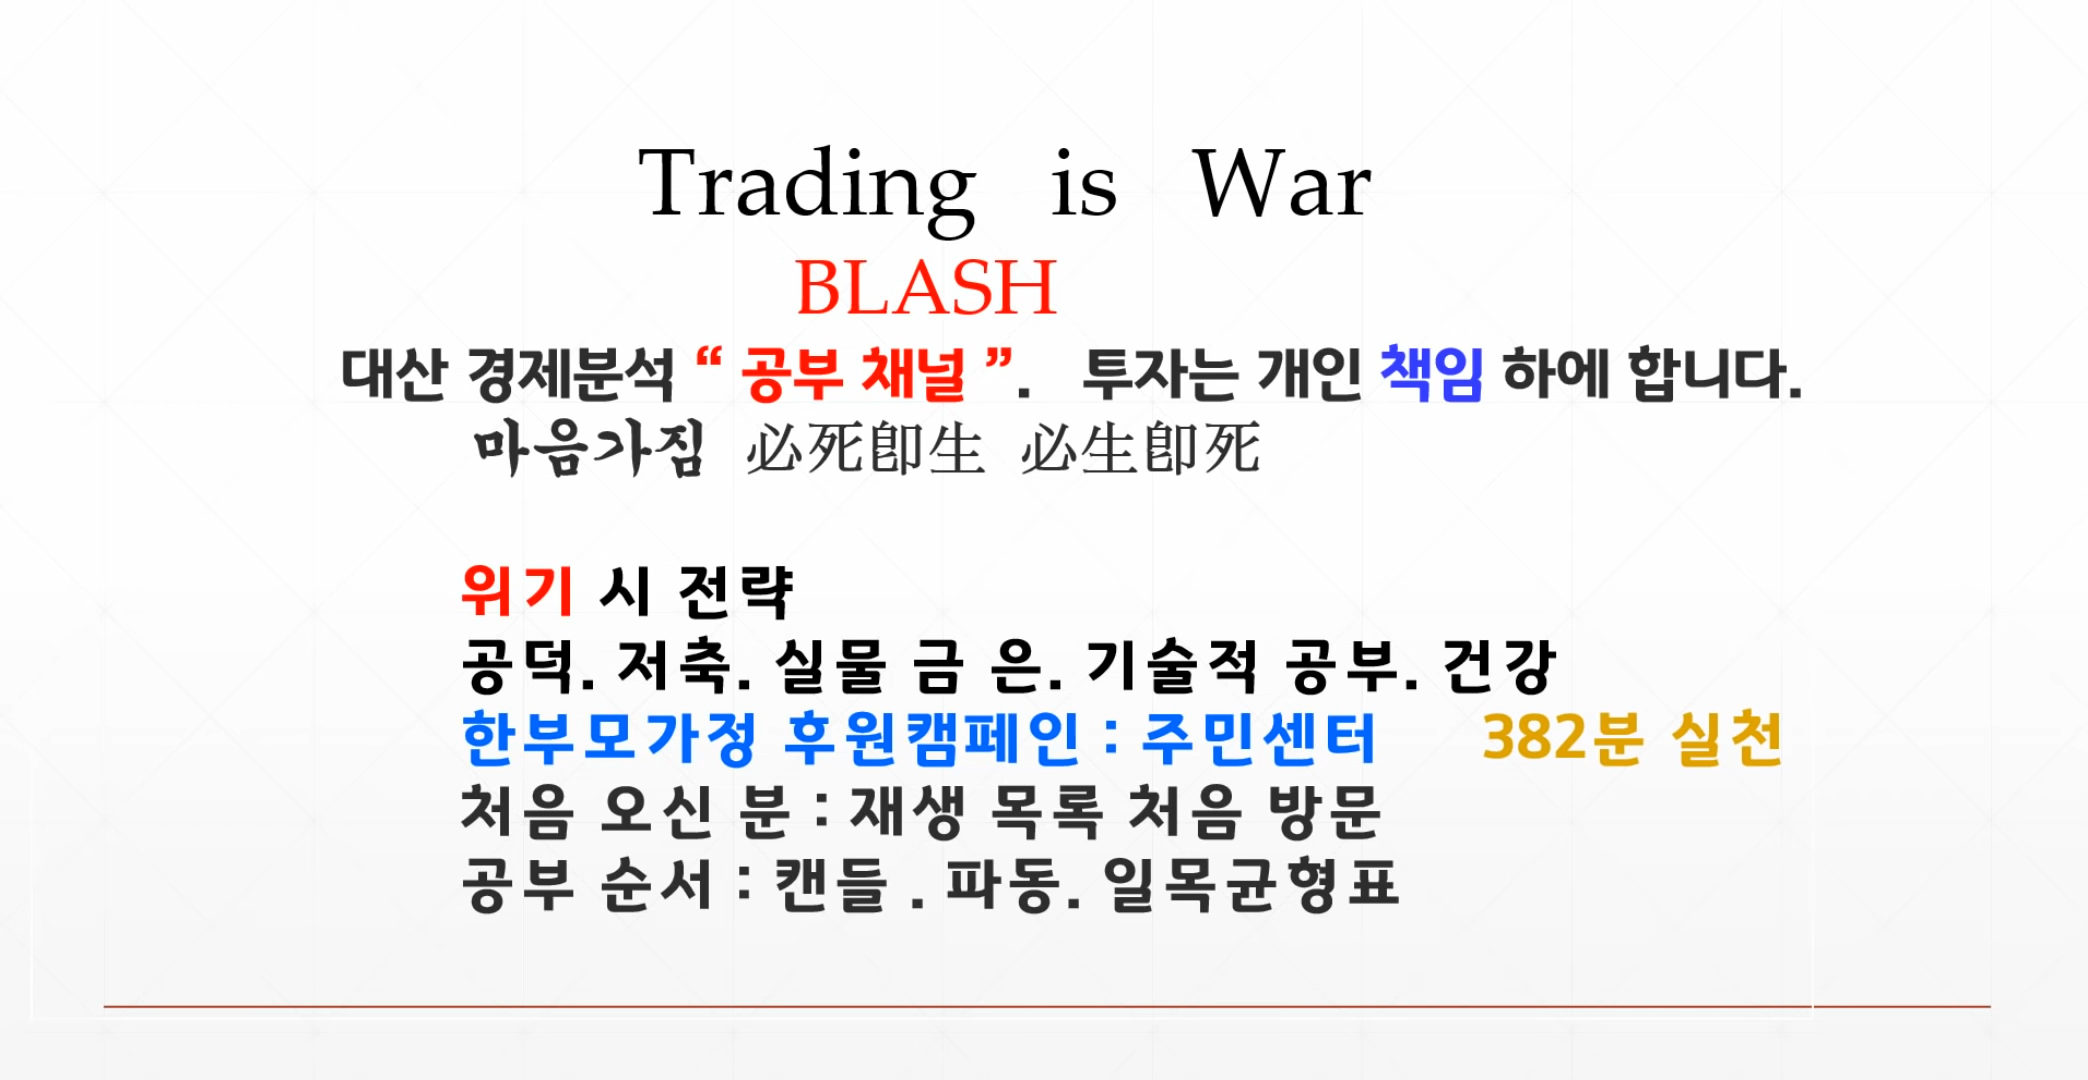 Trading is War
BLASH
대산 경제분석 “ 공부 채널 ”. 투자는 개인 책임 하에 합니다.
마음가짐 必死卽生 必生卽死
위기 시 전략
공덕. 저축. 실물 금 은. 기술적 공부. 건강
한부모가정 후원캠페인 : 주민센터 382분 실천
처음 오신 분 : 재생 목록 처음 방문
공부 순서 : 캔들 . 파동. 일목균형표